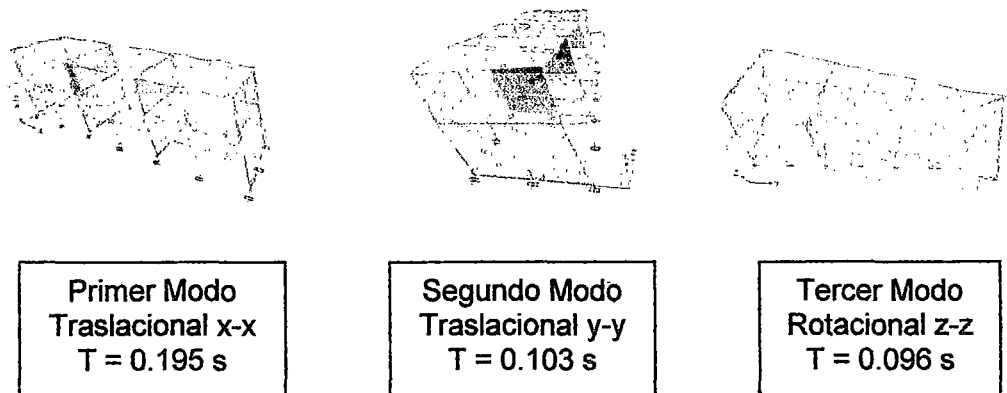 Primer Modo
Traslacional x-x
T = 0.195 s
Segundo Modo
Traslacional y-y
T = 0.103 s
Tercer Modo
Rotacional z-z
T = 0.096 s